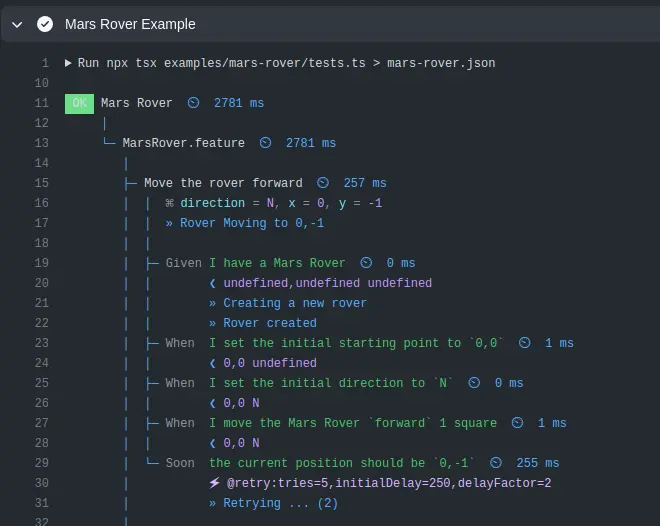 Mars Rover Example
1 Run npx tsx examples/mars-rover/tests.ts > mars-rover.json
10
11 OK Mars Rover 2781 ms
12
13 MarsRover.feature 2781 ms
14
15 Move the rover forward 257 ms
16 ⌘ direction = N, x = 0, y = -1
17 » Rover Moving to 0,-1
18
19 Given I have a Mars Rover 0 ms
20 ❮ undefined,undefined undefined
21 » Creating a new rover
22 » Rover created
23 When I set the initial starting point to `0,0` 1 ms
24 ❮ 0,0 undefined
25 When I set the initial direction to `N` 0 ms
26 ❮ 0,0 N
27 When I move the Mars Rover `forward` 1 square 1 ms
28 ❮ 0,0 N
29 Soon the current position should be `0,-1` 255 ms
30 ⚡ @retry:tries=5,initialDelay=250,delayFactor=2
31 » Retrying ... (2)
32